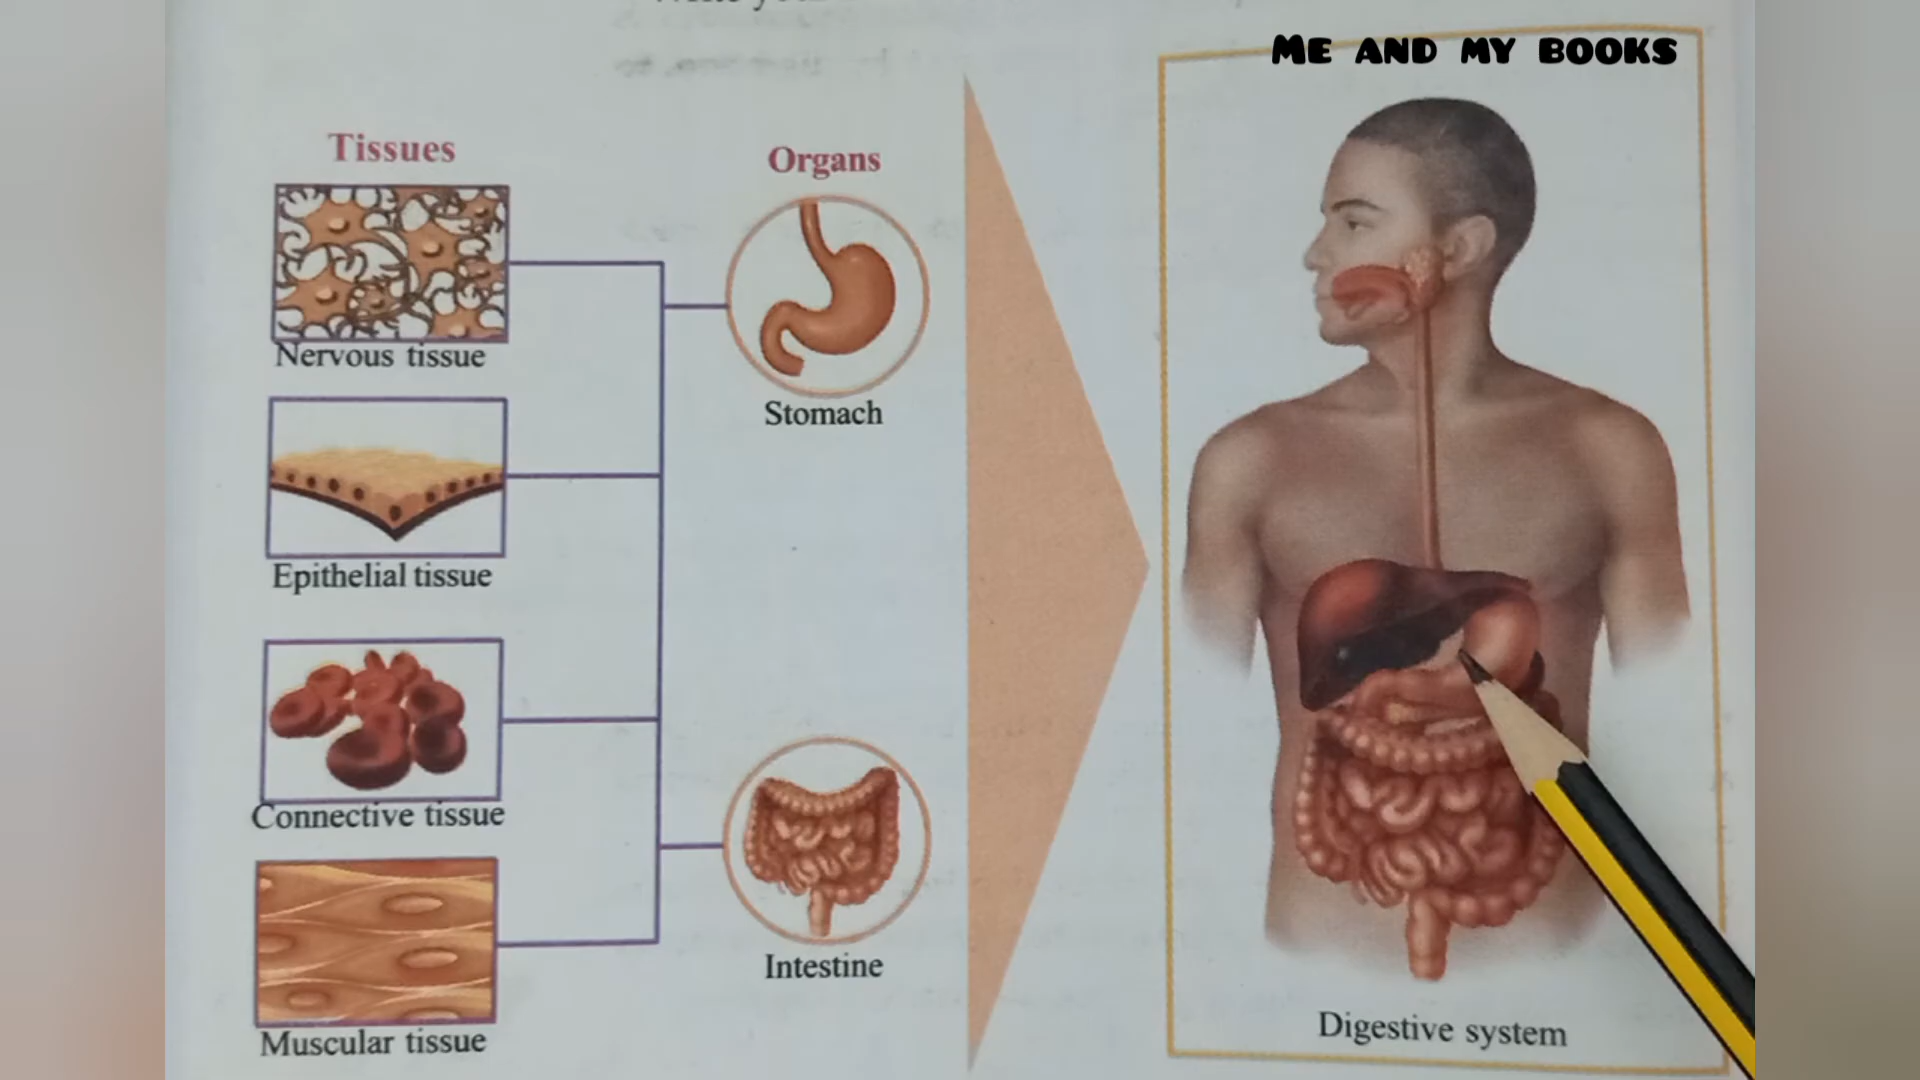 ME AND MY BOOKS
Tissues
Organs
Nervous tissue
Stomach
Epithelial tissue
Connective tissue
Intestine
Muscular tissue
Digestive system